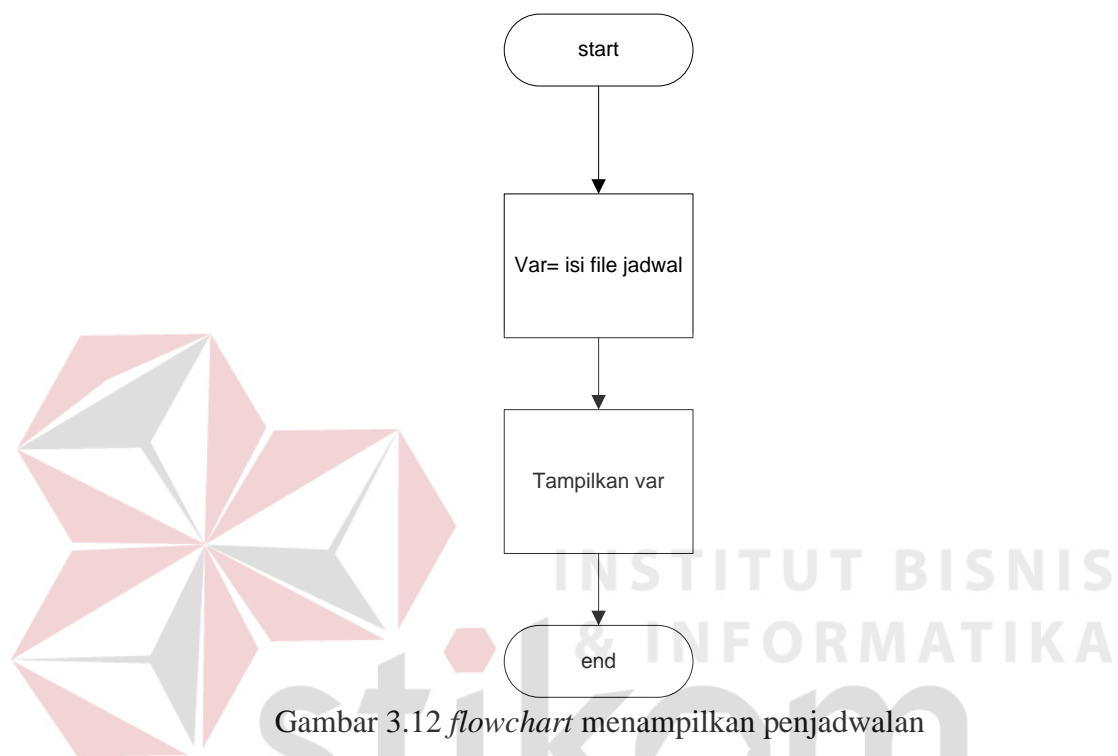 start
Var= isi file jadwal
Tampilkan var
INSTITUT BISNIS
& INFORMATIKA
end
stikom
Gambar 3.12 flowchart menampilkan penjadwalan